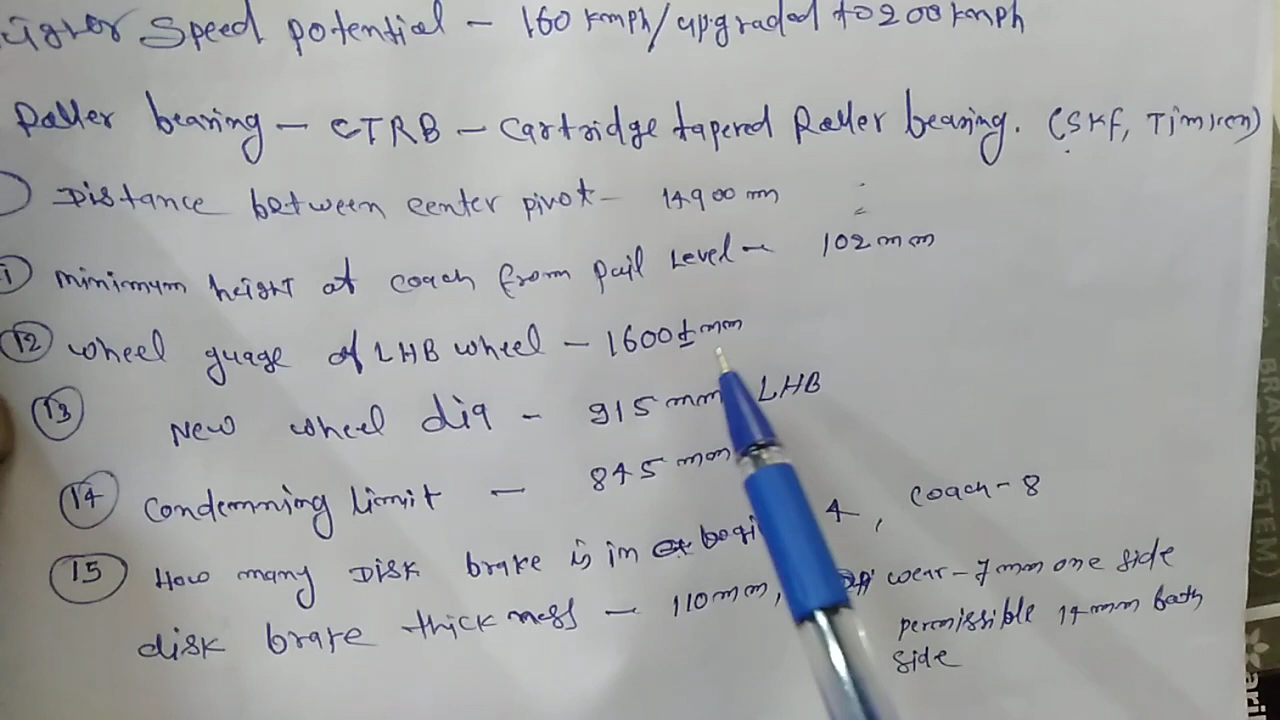 Higher Speed potential - 160 kmph/upgraded to 200 kmph
Roller bearing - CTRB - Cartridge tapered Roller bearing. (SKF, Timken)
Distance between center pivot - 14900 mm
minimum height at coach from Rail Level - 102 mm
12 wheel guage of LHB wheel - 1600 ± mm
13 New wheel dia - 915 mm LHB
14 Condemning limit - 845 mm
15 How many Disk brake is in 4, coach - 8
disk brake thickness - 110 mm, wear - 7 mm one side
permissible 14 mm both
side
BRAKE SYSTEM)